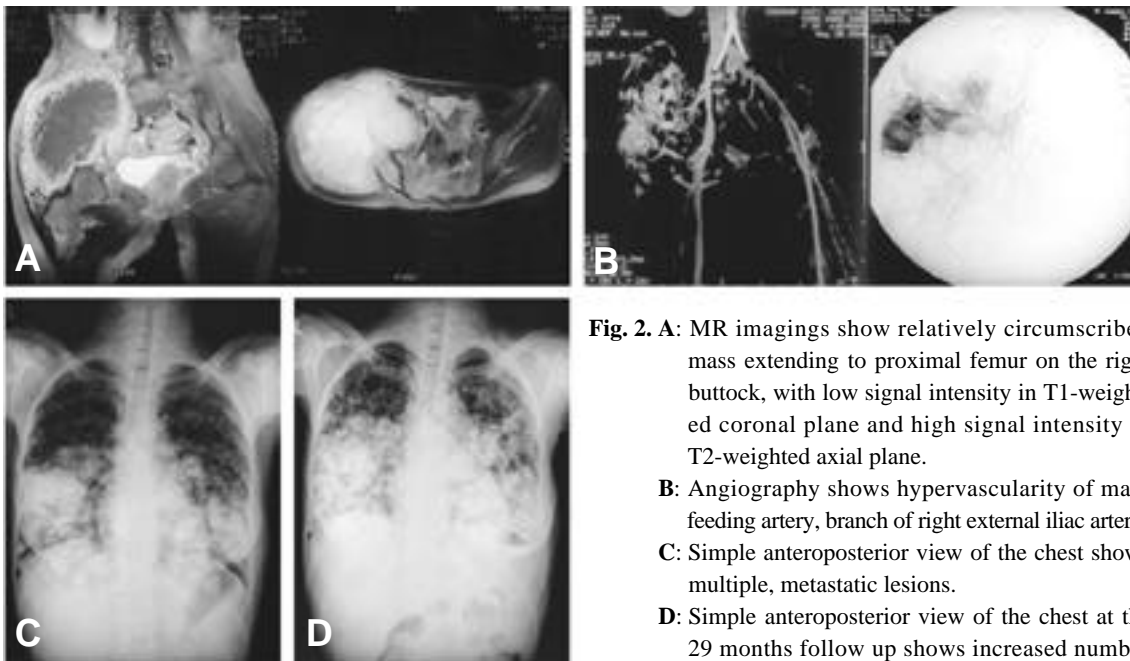 A
B
C
D
Fig. 2. A: MR imagings show relatively circumscribe
mass extending to proximal femur on the rig
buttock, with low signal intensity in T1-weigh
ed coronal plane and high signal intensity
T2-weighted axial plane.
B: Angiography shows hypervascularity of ma
feeding artery, branch of right external iliac arter
C: Simple anteroposterior view of the chest show
multiple, metastatic lesions.
D: Simple anteroposterior view of the chest at th
29 months follow up shows increased numb